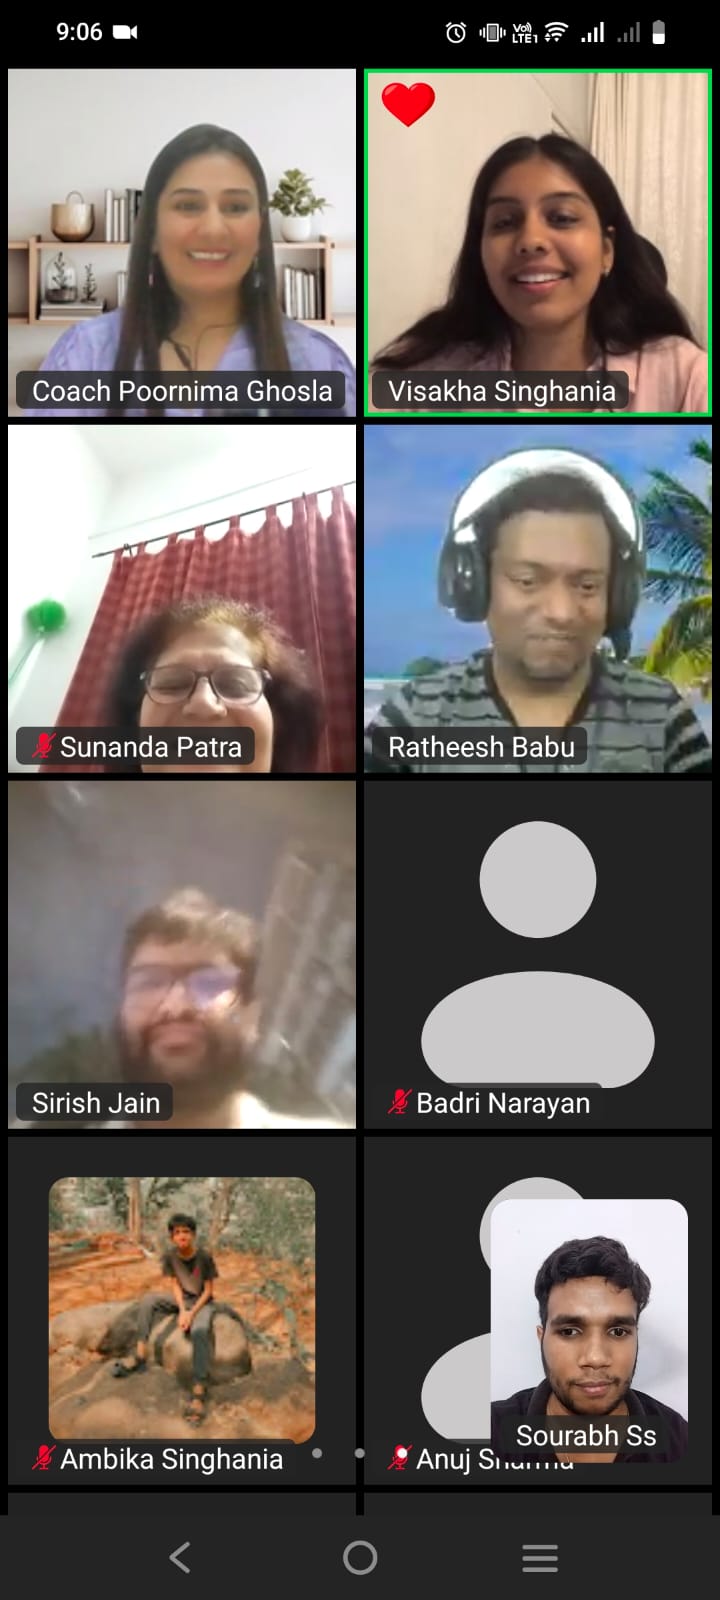 9:06
Vo)
LTE1
Coach Poornima Ghosla
Visakha Singhania
Sunanda Patra
Ratheesh Babu
Sirish Jain
Badri Narayan
Ambika Singhania
Anuj Sharma
Sourabh Ss